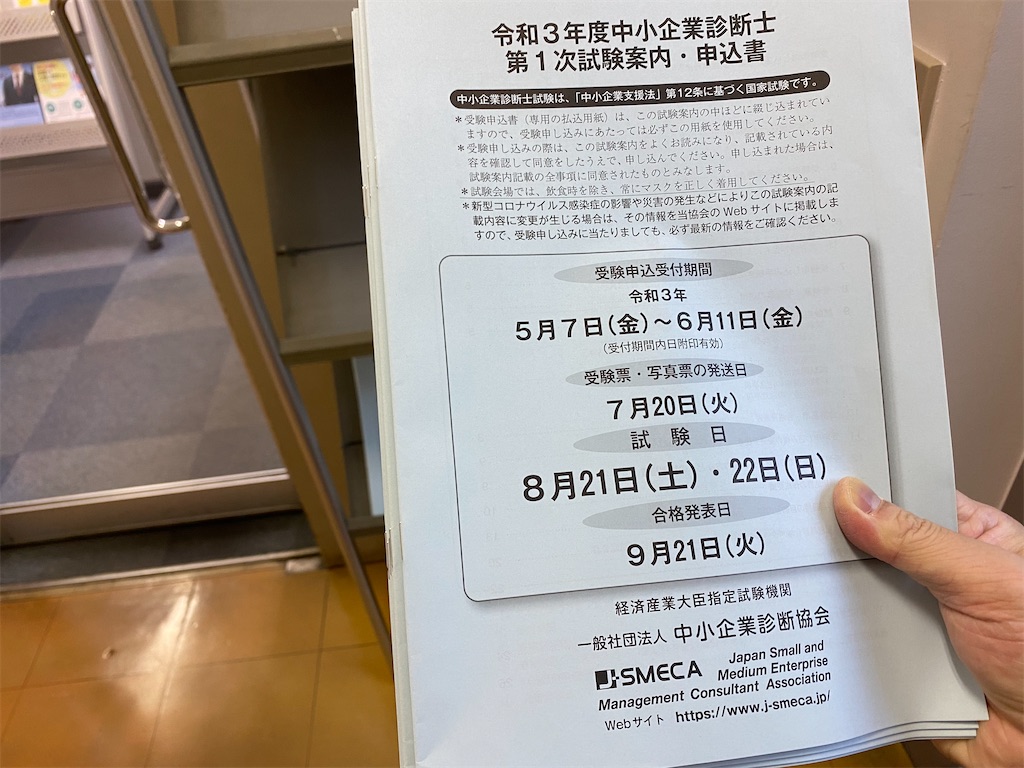 令和３年度中小企業診断士
第１次試験案内・申込書
中小企業診断士試験は、「中小企業支援法」第12条に基づく国家試験です。
＊受験申込書（専用の払込用紙）は、この試験案内の中ほどに綴じ込まれてい
ますので、受験申し込みにあたっては必ずこの用紙を使用してください。
＊受験申し込みの際は、この試験案内をよくお読みになり、記載されている内
容を確認して同意をしたうえで、申し込んでください。申し込まれた場合は、
試験案内記載の全事項に同意されたものとみなします。
＊試験会場では、飲食時を除き、常にマスクを正しく着用してください。
＊新型コロナウイルス感染症の影響や災害の発生などによりこの試験案内の記
載内容に変更が生じる場合は、その情報を当協会の Web サイトに掲載しま
すので、受験申し込みに当たりましても、必ず最新の情報をご確認ください。
受験申込受付期間
令和３年
５月７日（金）～６月11日（金）
（受付期間内日附印有効）
受験票・写真票の発送日
７月20日（火）
試　験　日
８月21日（土）・22日（日）
合格発表日
９月21日（火）
経済産業大臣指定試験機関
一般社団法人 中小企業診断協会
J-SMECA Japan Small and
Medium Enterprise
Management Consultant Association
Webサイト https://www.j-smeca.jp/